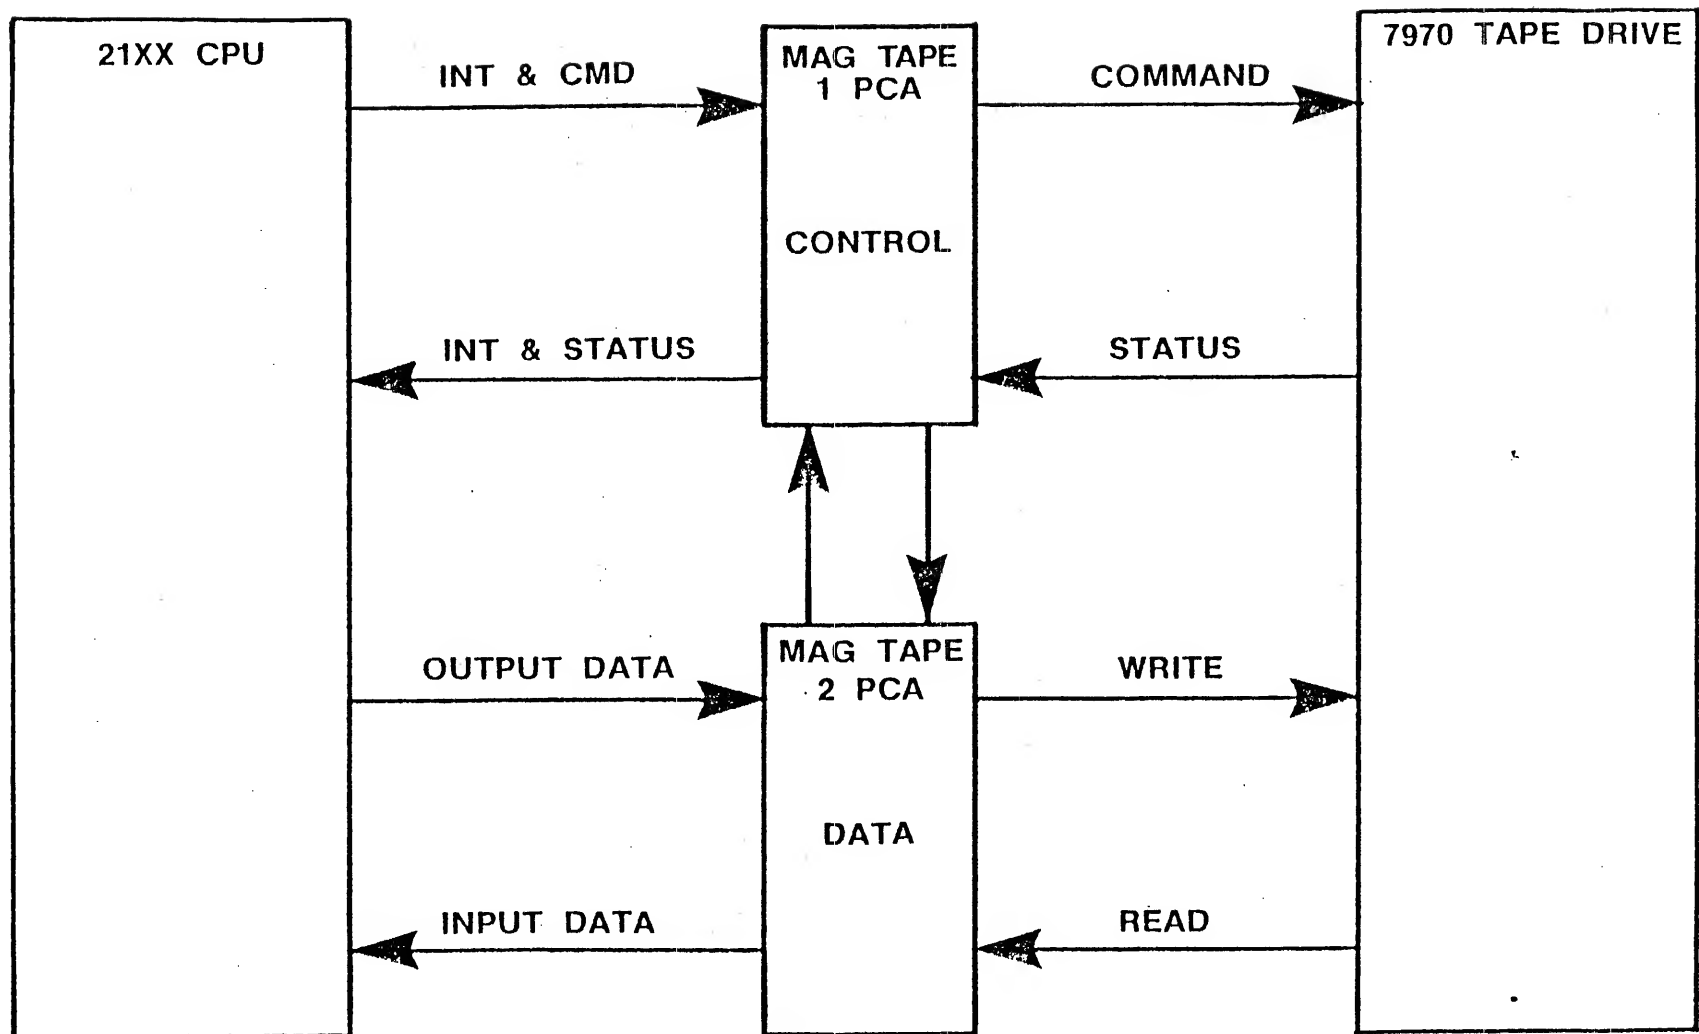 21XX CPU
INT & CMD
MAG TAPE
1 PCA
COMMAND
7970 TAPE DRIVE
CONTROL
INT & STATUS
STATUS
OUTPUT DATA
MAG TAPE
2 PCA
WRITE
DATA
INPUT DATA
READ